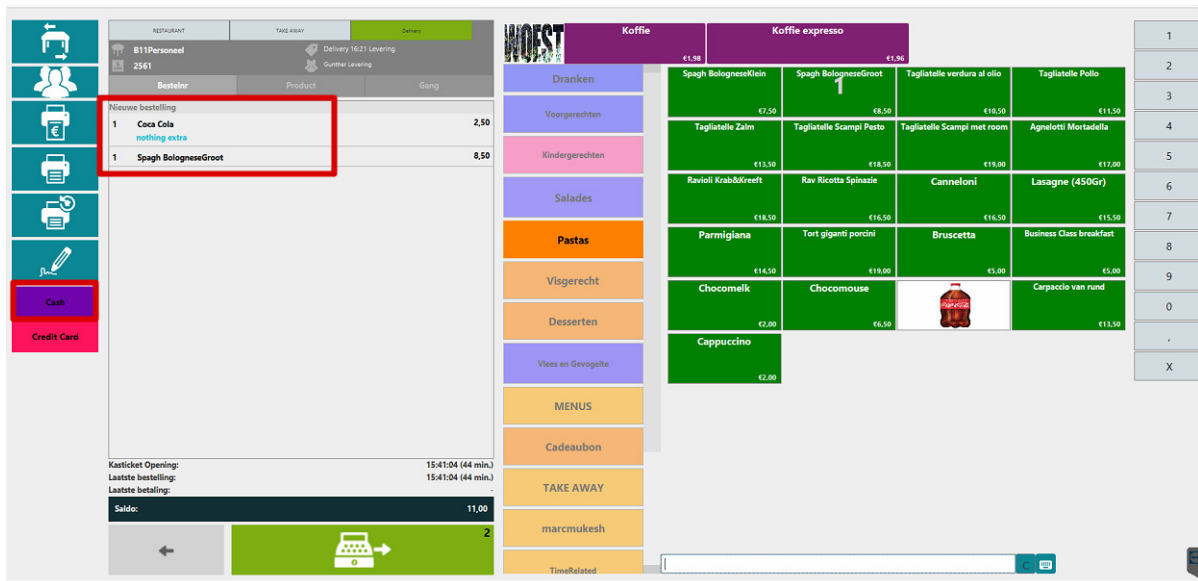 RESTAURANT
TAKE AWAY
Delivery
B11Personeel
Delivery 16:21 Levering
2561
Gunther Levering
Bestelnr
Product
Gang
Nieuwe bestelling
1 Coca Cola 2,50
nothing extra
1 Spagh BologneseGroot 8,50
Cash
Credit Card
Kasticket Opening: 15:41:04 (44 min.)
Laatste bestelling: 15:41:04 (44 min.)
Laatste betaling: -
Saldo: 11,00
2
0
WOEST
Koffie
€1,98
Koffie expresso
€1,96
Dranken
Voorgerechten
Kindergerechten
Salades
Pastas
Visgerecht
Desserten
Vlees en Gevogelte
MENUS
Cadeaubon
TAKE AWAY
marcmukesh
TimeRelated
Spagh BologneseKlein
€7,50
Spagh BologneseGroot
1
€8,50
Tagliatelle verdura al olio
€10,50
Tagliatelle Pollo
€11,50
Tagliatelle Zalm
€13,50
Tagliatelle Scampi Pesto
€18,50
Tagliatelle Scampi met room
€19,00
Agnelotti Mortadella
€17,00
Ravioli Krab&Kreeft
€18,50
Rav Ricotta Spinazie
€16,50
Canneloni
€16,50
Lasagne (450Gr)
€15,50
Parmigiana
€14,50
Tort giganti porcini
€19,00
Bruscetta
€5,00
Business Class breakfast
€5,00
Chocomelk
€2,00
Chocomouse
€6,50
Carpaccio van rund
€13,50
Cappuccino
€2,00
C
1
2
3
4
5
6
7
8
9
0
,
X